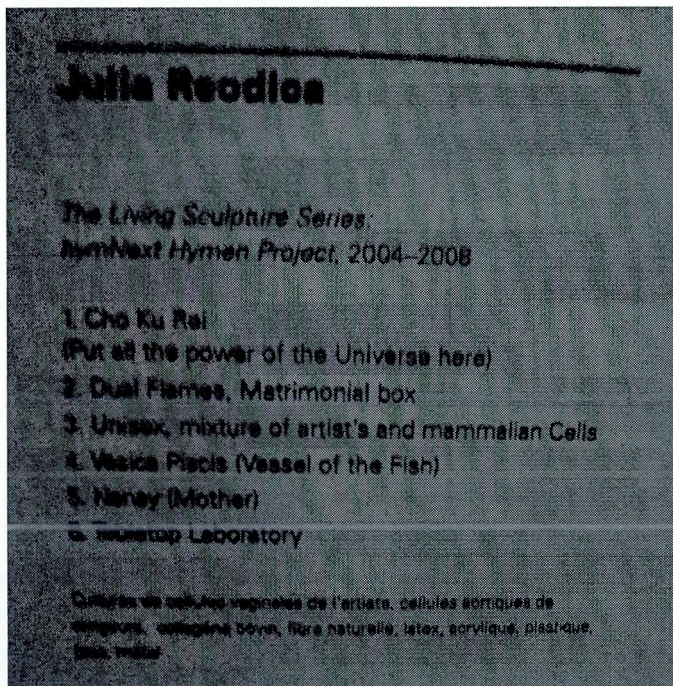 Julia Reodica
The Living Sculpture Series:
hymNext Hymen Project, 2004–2008
1. Cho Ku Rei
(Put all the power of the Universe here)
2. Dual Flames, Matrimonial box
3. Unisex, mixture of artist's and mammalian Cells
4. Vesica Piscis (Vessel of the Fish)
5. Nanay (Mother)
6. Tabletop Laboratory
Cultures de cellules vaginales de l'artiste, cellules aortiques de
collagène bovin, fibre naturelle, latex, acrylique, plastique,
métal